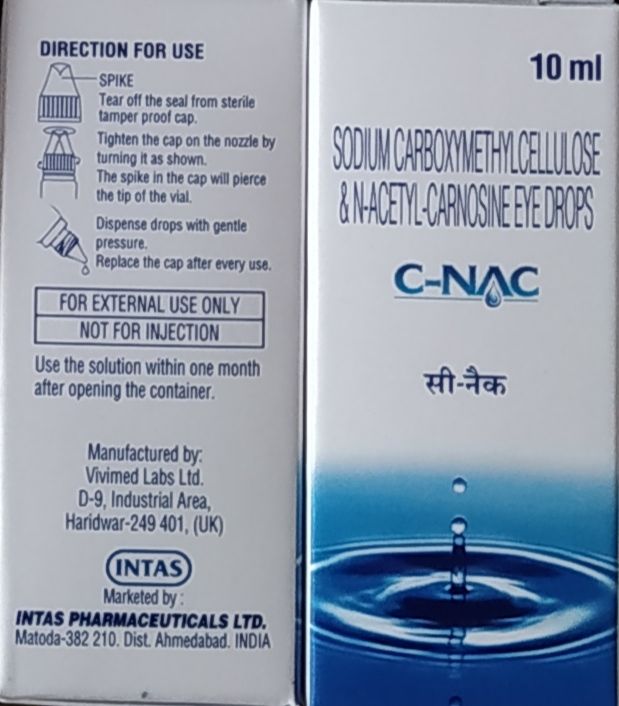 DIRECTION FOR USE
SPIKE
Tear off the seal from sterile
tamper proof cap.
Tighten the cap on the nozzle by
turning it as shown.
The spike in the cap will pierce
the tip of the vial.
Dispense drops with gentle
pressure.
Replace the cap after every use.
FOR EXTERNAL USE ONLY
NOT FOR INJECTION
Use the solution within one month
after opening the container.
Manufactured by:
Vivimed Labs Ltd.
D-9, Industrial Area,
Haridwar-249 401, (UK)
INTAS
Marketed by :
INTAS PHARMACEUTICALS LTD.
Matoda-382 210. Dist. Ahmedabad. INDIA
10 ml
SODIUM CARBOXYMETHYLCELLULOSE
& N-ACETYL-CARNOSINE EYE DROPS
C-NAC
सी-नैक